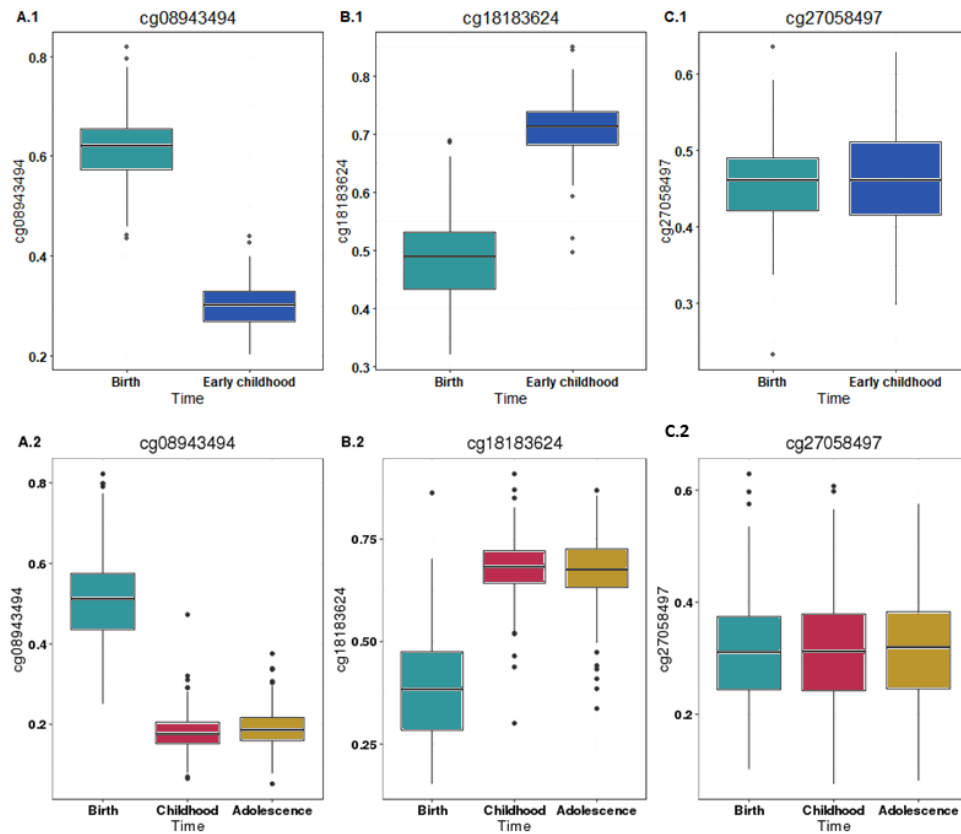 A.1 cg08943494
cg08943494
0.8
0.6
0.4
0.2
Birth Early childhood
Time
B.1 cg18183624
cg18183624
0.8
0.7
0.6
0.5
0.4
0.3
Birth Early childhood
Time
C.1 cg27058497
cg27058497
0.6
0.5
0.4
0.3
Birth Early childhood
Time
A.2 cg08943494
cg08943494
0.8
0.6
0.4
0.2
Birth Childhood Adolescence
Time
B.2 cg18183624
cg18183624
0.75
0.50
0.25
Birth Childhood Adolescence
Time
C.2 cg27058497
cg27058497
0.6
0.4
0.2
Birth Childhood Adolescence
Time